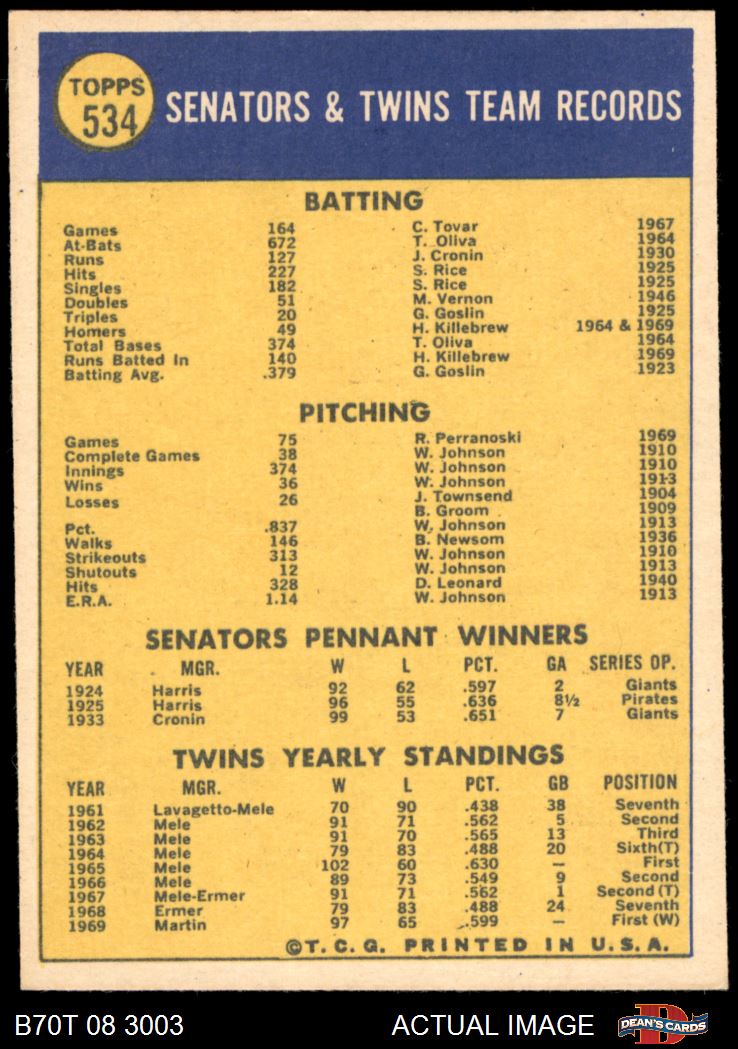 TOPPS
534
SENATORS & TWINS TEAM RECORDS
BATTING
Games 164 C. Tovar 1967
At-Bats 672 T. Oliva 1964
Runs 127 J. Cronin 1930
Hits 227 S. Rice 1925
Singles 182 S. Rice 1925
Doubles 51 M. Vernon 1946
Triples 20 G. Goslin 1925
Homers 49 H. Killebrew 1964 & 1969
Total Bases 374 T. Oliva 1964
Runs Batted In 140 H. Killebrew 1969
Batting Avg. .379 G. Goslin 1923
PITCHING
Games 75 R. Perranoski 1969
Complete Games 38 W. Johnson 1910
Innings 374 W. Johnson 1910
Wins 36 W. Johnson 1913
Losses 26 J. Townsend 1904
B. Groom 1909
Pct. .837 W. Johnson 1913
Walks 146 B. Newsom 1936
Strikeouts 313 W. Johnson 1910
Shutouts 12 W. Johnson 1913
Hits 328 D. Leonard 1940
E.R.A. 1.14 W. Johnson 1913
SENATORS PENNANT WINNERS
YEAR MGR. W L PCT. GA SERIES OP.
1924 Harris 92 62 .597 2 Giants
1925 Harris 96 55 .636 8½ Pirates
1933 Cronin 99 53 .651 7 Giants
TWINS YEARLY STANDINGS
YEAR MGR. W L PCT. GB POSITION
1961 Lavagetto-Mele 70 90 .438 38 Seventh
1962 Mele 91 71 .562 5 Second
1963 Mele 91 70 .565 13 Third
1964 Mele 79 83 .488 20 Sixth(T)
1965 Mele 102 60 .630 — First
1966 Mele 89 73 .549 9 Second
1967 Mele-Ermer 91 71 .562 1 Second (T)
1968 Ermer 79 83 .488 24 Seventh
1969 Martin 97 65 .599 — First (W)
©T.C.G. PRINTED IN U.S.A.
B70T 08 3003 ACTUAL IMAGE D DEAN'S CARDS